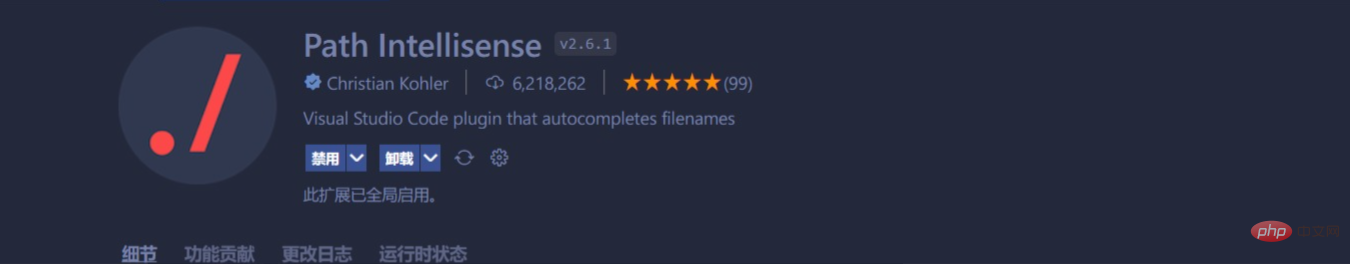 ./
Path Intellisense v2.6.1
Christian Kohler 6,218,262 ★★★★★(99)
Visual Studio Code plugin that autocompletes filenames
禁用 卸载
此扩展已全局启用。
细节 功能贡献 更改日志 运行时状态
php 中文网